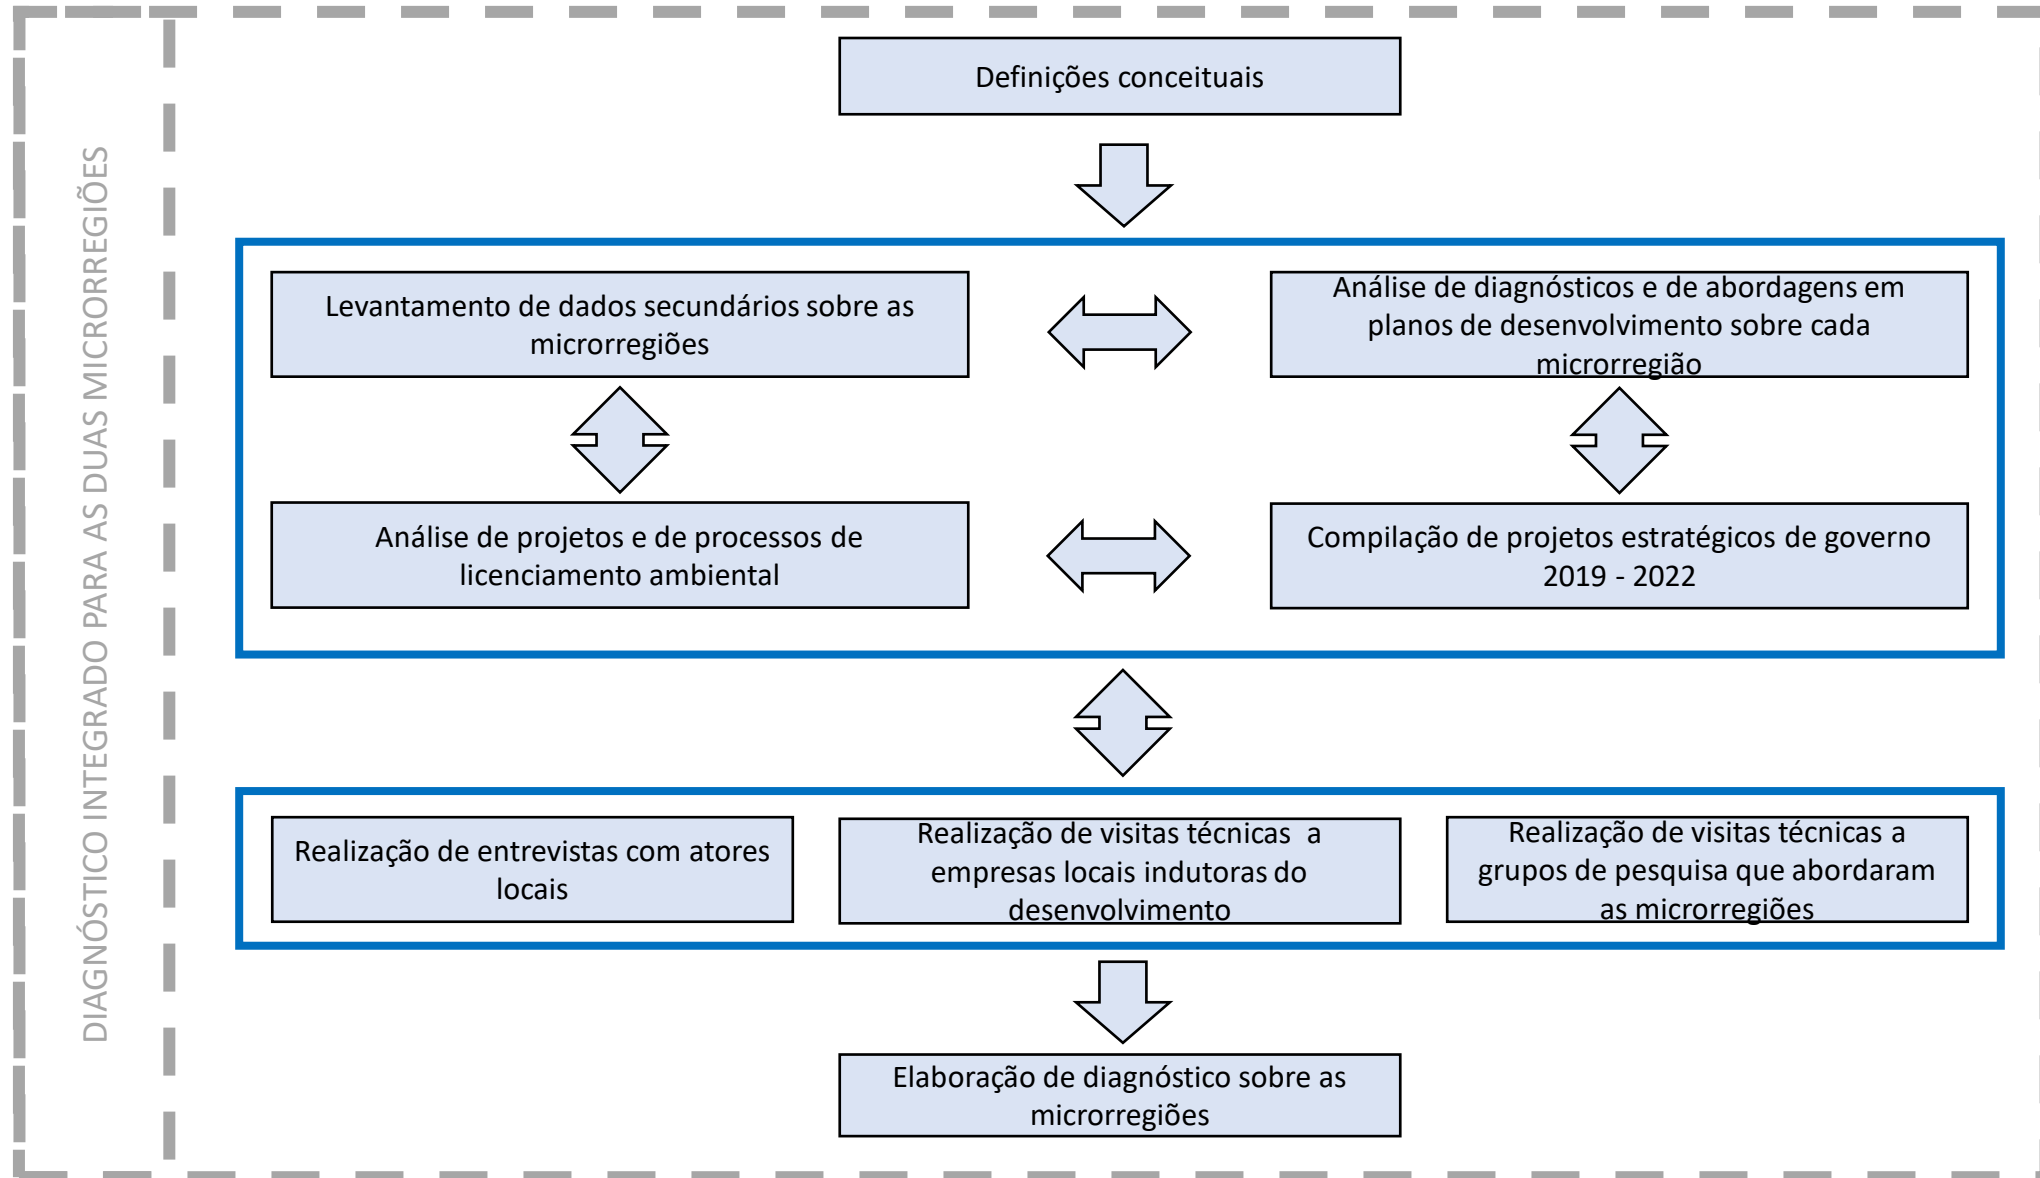 DIAGNÓSTICO INTEGRADO PARA AS DUAS MICRORREGIÕES
Definições conceituais
Levantamento de dados secundários sobre as
microrregiões
Análise de diagnósticos e de abordagens em
planos de desenvolvimento sobre cada
microrregião
Análise de projetos e de processos de
licenciamento ambiental
Compilação de projetos estratégicos de governo
2019 - 2022
Realização de entrevistas com atores
locais
Realização de visitas técnicas  a
empresas locais indutoras do
desenvolvimento
Realização de visitas técnicas a
grupos de pesquisa que abordaram
as microrregiões
Elaboração de diagnóstico sobre as
microrregiões